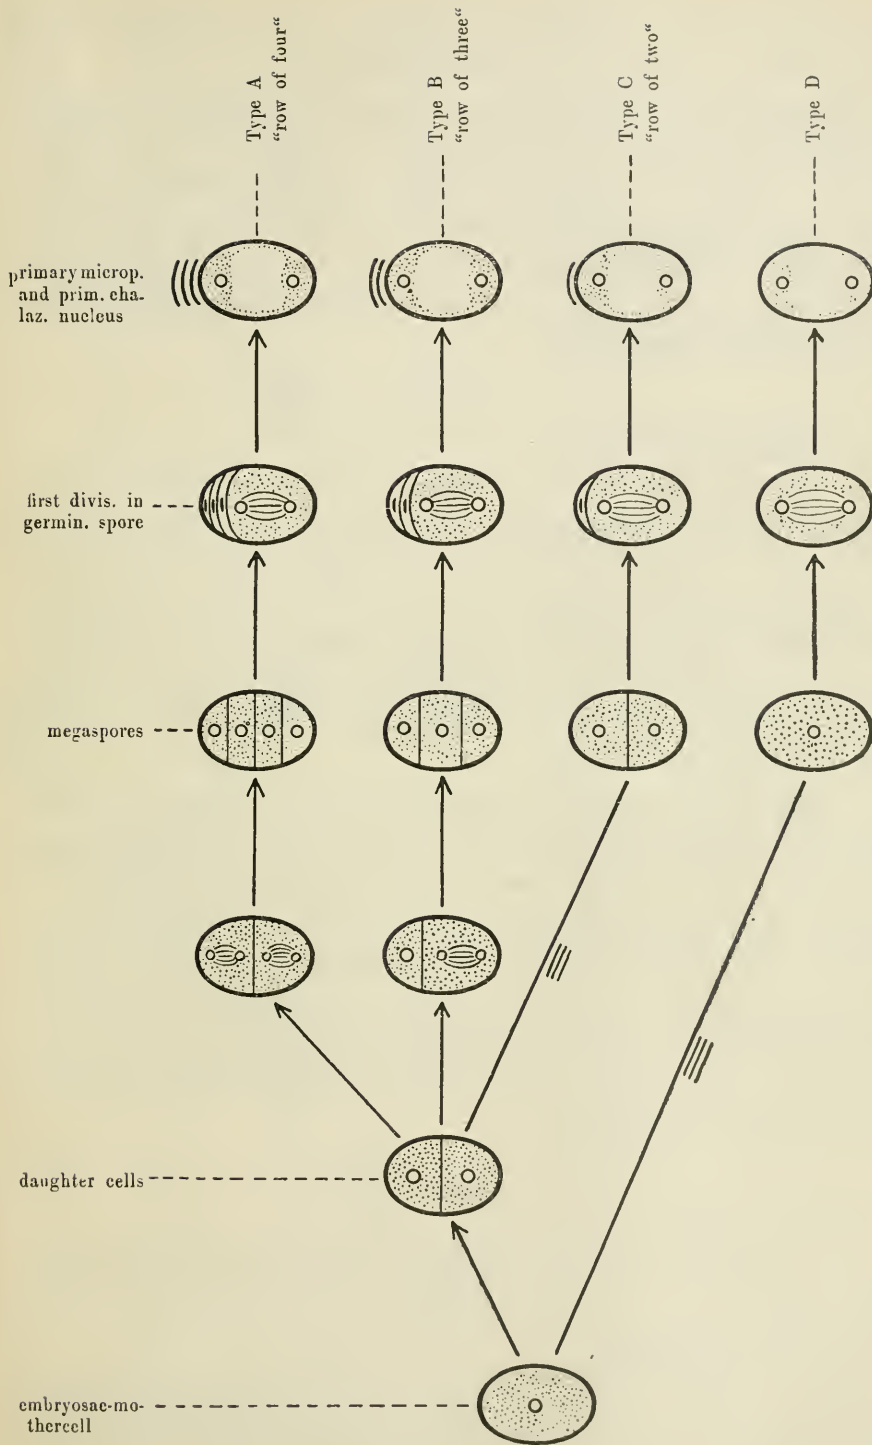 Type A
“row of four“
Type B
“row of three“
Type C
“row of two“
Type D
primary microp.
and prim. cha-
laz. nucleus
first divis. in
germin. spore
megaspores
daughter cells
embryosac-mo-
thercell